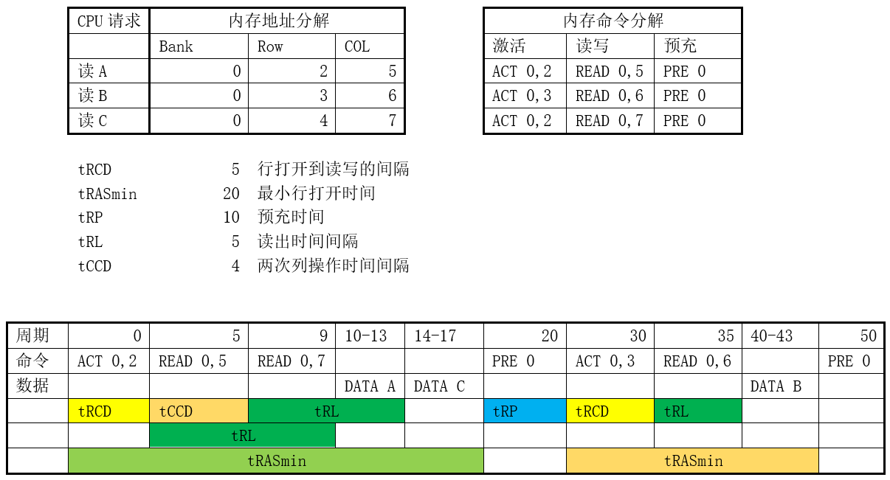 CPU 请求 内存地址分解 内存命令分解
Bank Row COL 激活 读写 预充
读 A 0 2 5 ACT 0,2 READ 0,5 PRE 0
读 B 0 3 6 ACT 0,3 READ 0,6 PRE 0
读 C 0 4 7 ACT 0,2 READ 0,7 PRE 0
tRCD 5 行打开到读写的间隔
tRASmin 20 最小行打开时间
tRP 10 预充时间
tRL 5 读出时间间隔
tCCD 4 两次列操作时间间隔
周期 0 5 9 10-13 14-17 20 30 35 40-43 50
命令 ACT 0,2 READ 0,5 READ 0,7 PRE 0 ACT 0,3 READ 0,6 PRE 0
数据 DATA A DATA C DATA B
tRCD tCCD tRL tRP tRCD tRL
tRL
tRASmin tRASmin